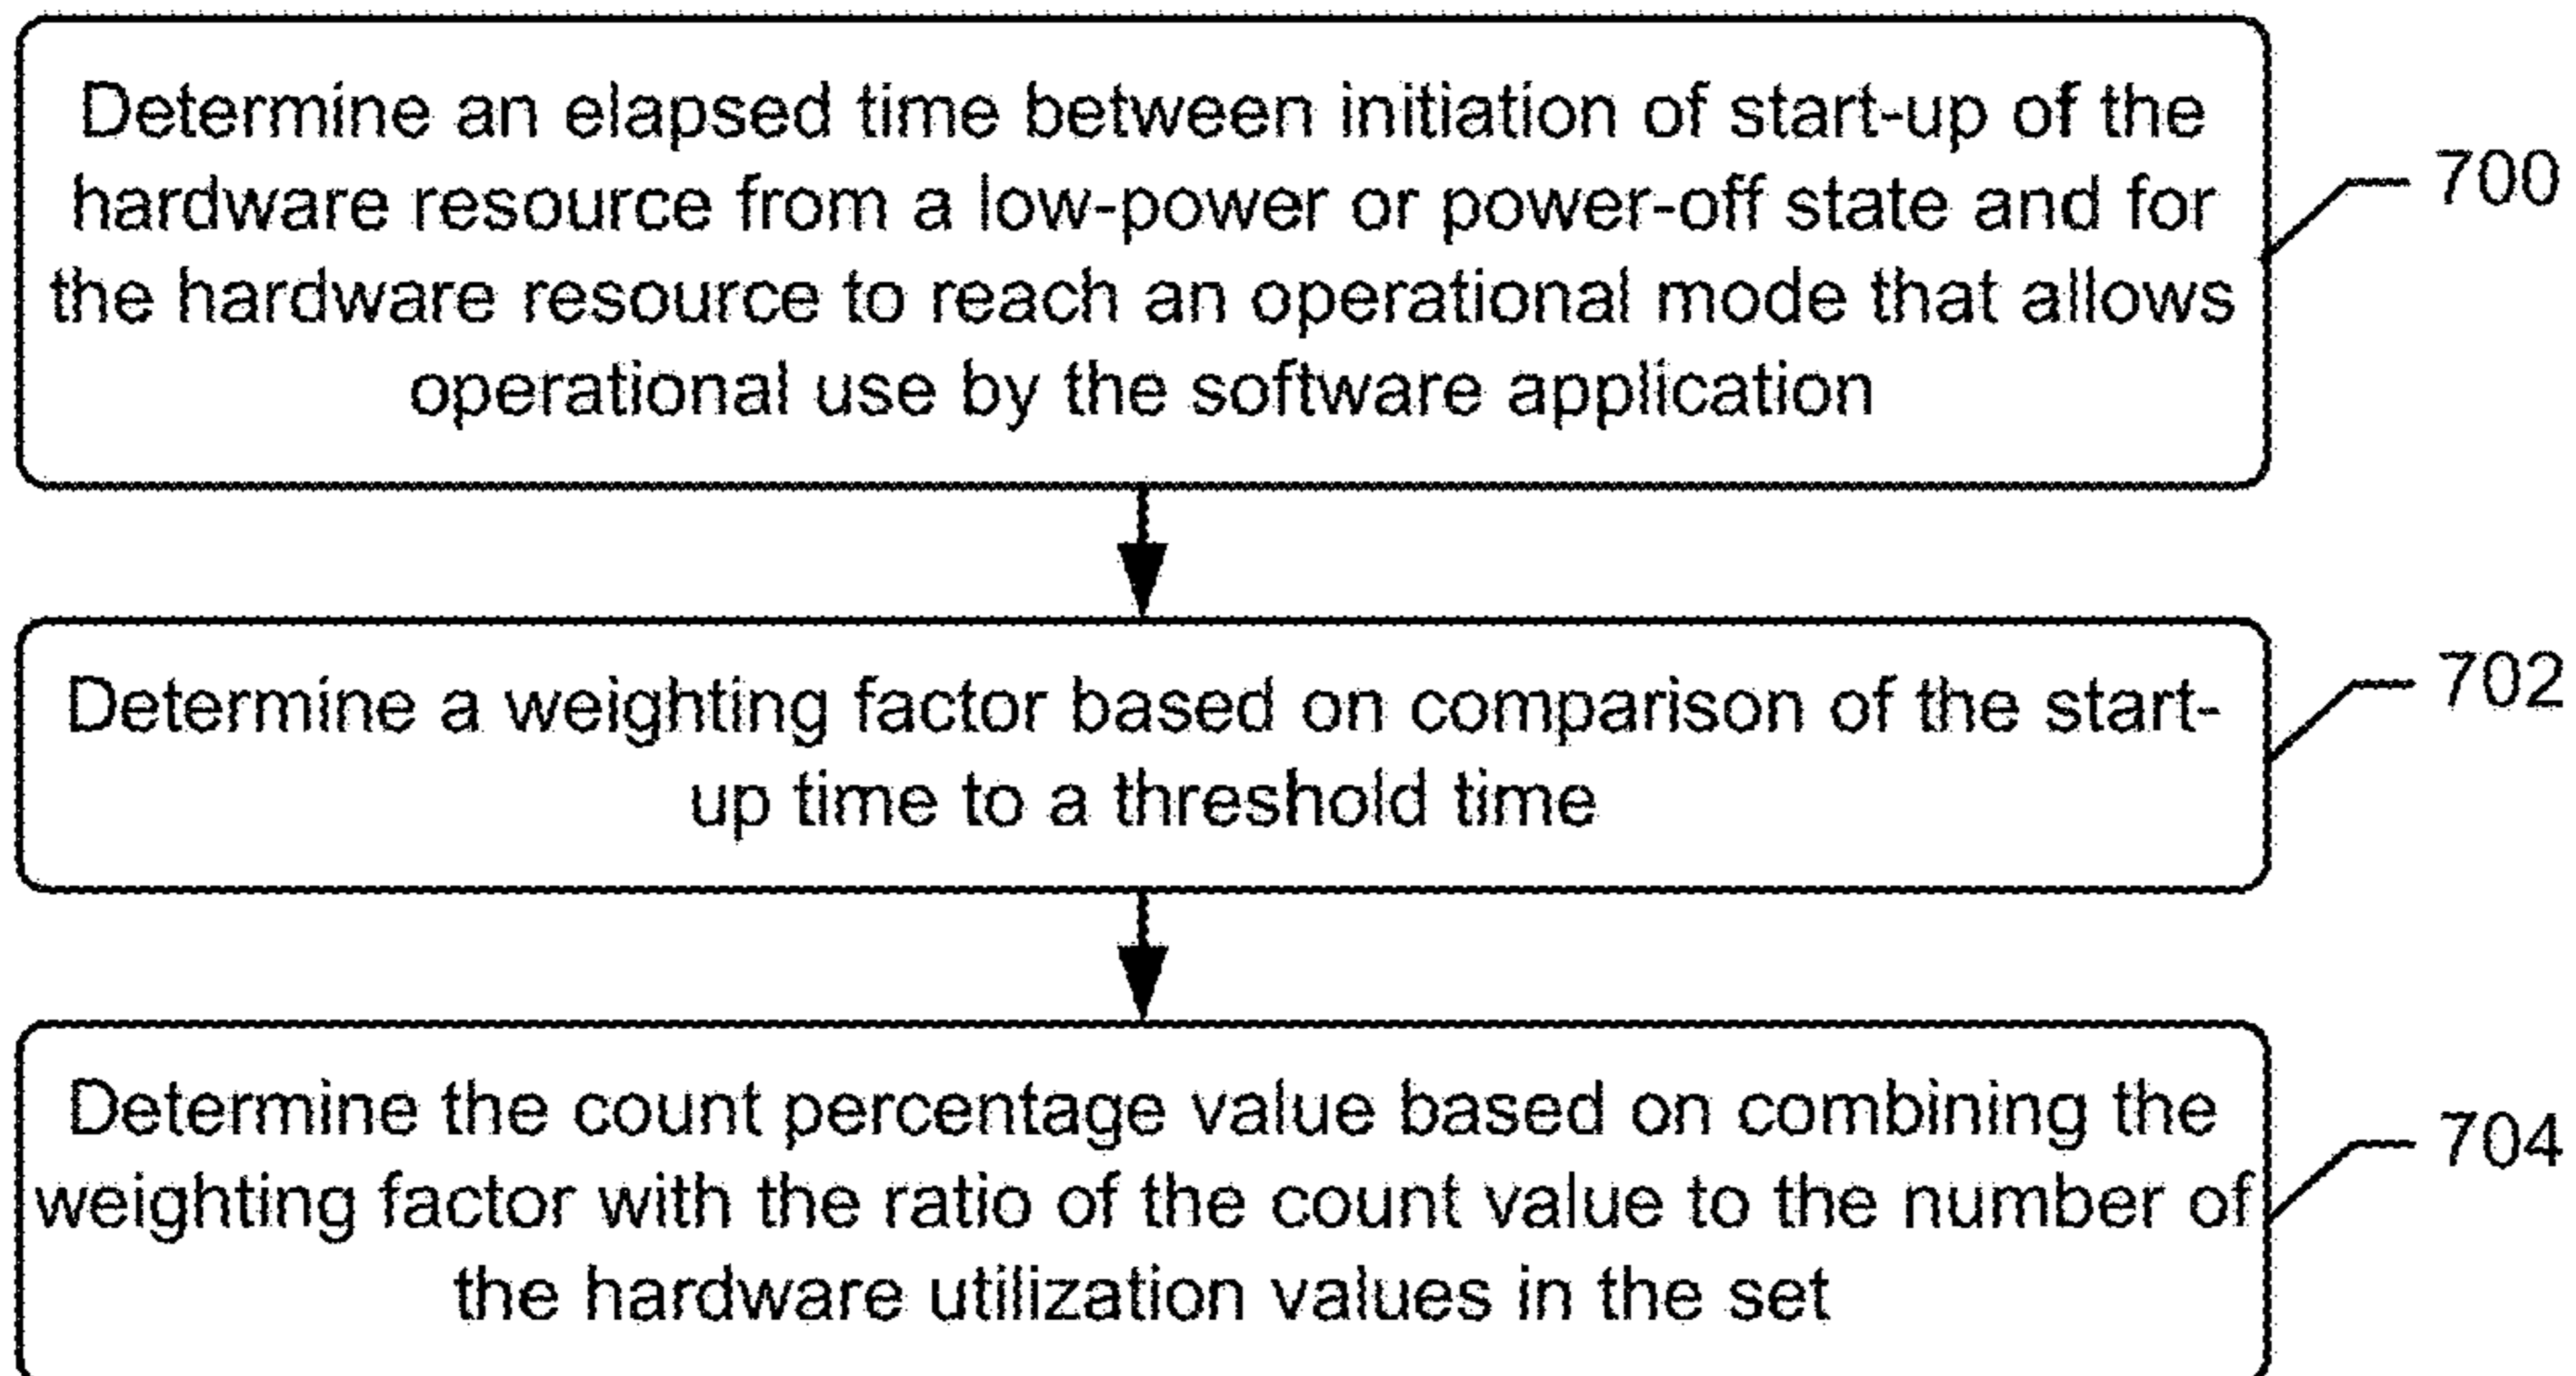 Determine an elapsed time between initiation of start-up of the
hardware resource from a low-power or power-off state and for
the hardware resource to reach an operational mode that allows
operational use by the software application
700
Determine a weighting factor based on comparison of the start-
up time to a threshold time
702
Determine the count percentage value based on combining the
weighting factor with the ratio of the count value to the number of
the hardware utilization values in the set
704